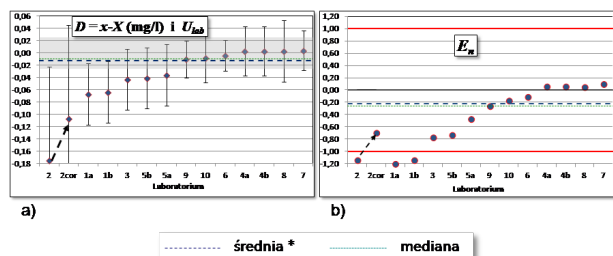 D = x-X (mg/l) i U_lab
0,06
0,04
0,02
0,00
-0,02
-0,04
-0,06
-0,08
-0,10
-0,12
-0,14
-0,16
-0,18
2 2cor 1a 1b 3 5b 5a 9 10 6 4a 4b 8 7
Laboratorium
a)
E_n
1,20
1,00
0,80
0,60
0,40
0,20
0,00
-0,20
-0,40
-0,60
-0,80
-1,00
-1,20
2 2cor 1a 1b 3 5b 5a 9 10 6 4a 4b 8 7
Laboratorium
b)
średnia * mediana